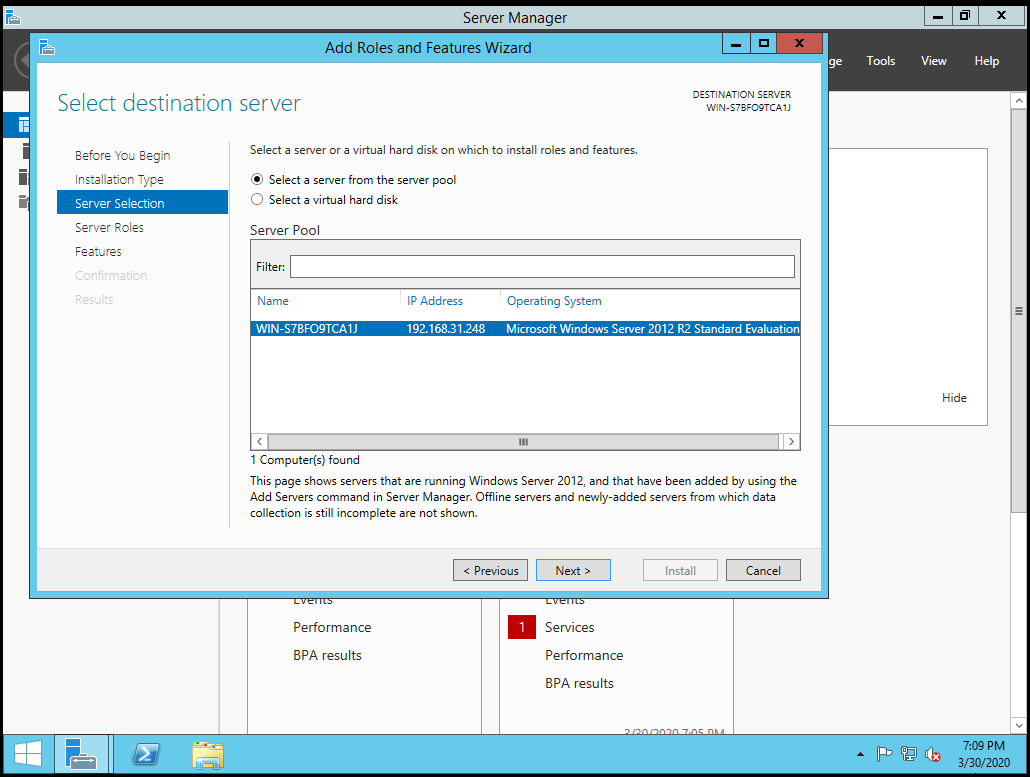 Server Manager
Add Roles and Features Wizard
ge Tools View Help
Select destination server
DESTINATION SERVER
WIN-S7BFO9TCA1J
Before You Begin
Installation Type
Server Selection
Server Roles
Features
Confirmation
Results
Select a server or a virtual hard disk on which to install roles and features.
Select a server from the server pool
Select a virtual hard disk
Server Pool
Filter:
Name IP Address Operating System
WIN-S7BFO9TCA1J 192.168.31.248 Microsoft Windows Server 2012 R2 Standard Evaluation
1 Computer(s) found
This page shows servers that are running Windows Server 2012, and that have been added by using the
Add Servers command in Server Manager. Offline servers and newly-added servers from which data
collection is still incomplete are not shown.
< Previous Next > Install Cancel
Hide
Events
Performance
BPA results
Events
1 Services
Performance
BPA results
3/30/2020 7:05 PM
7:09 PM
3/30/2020